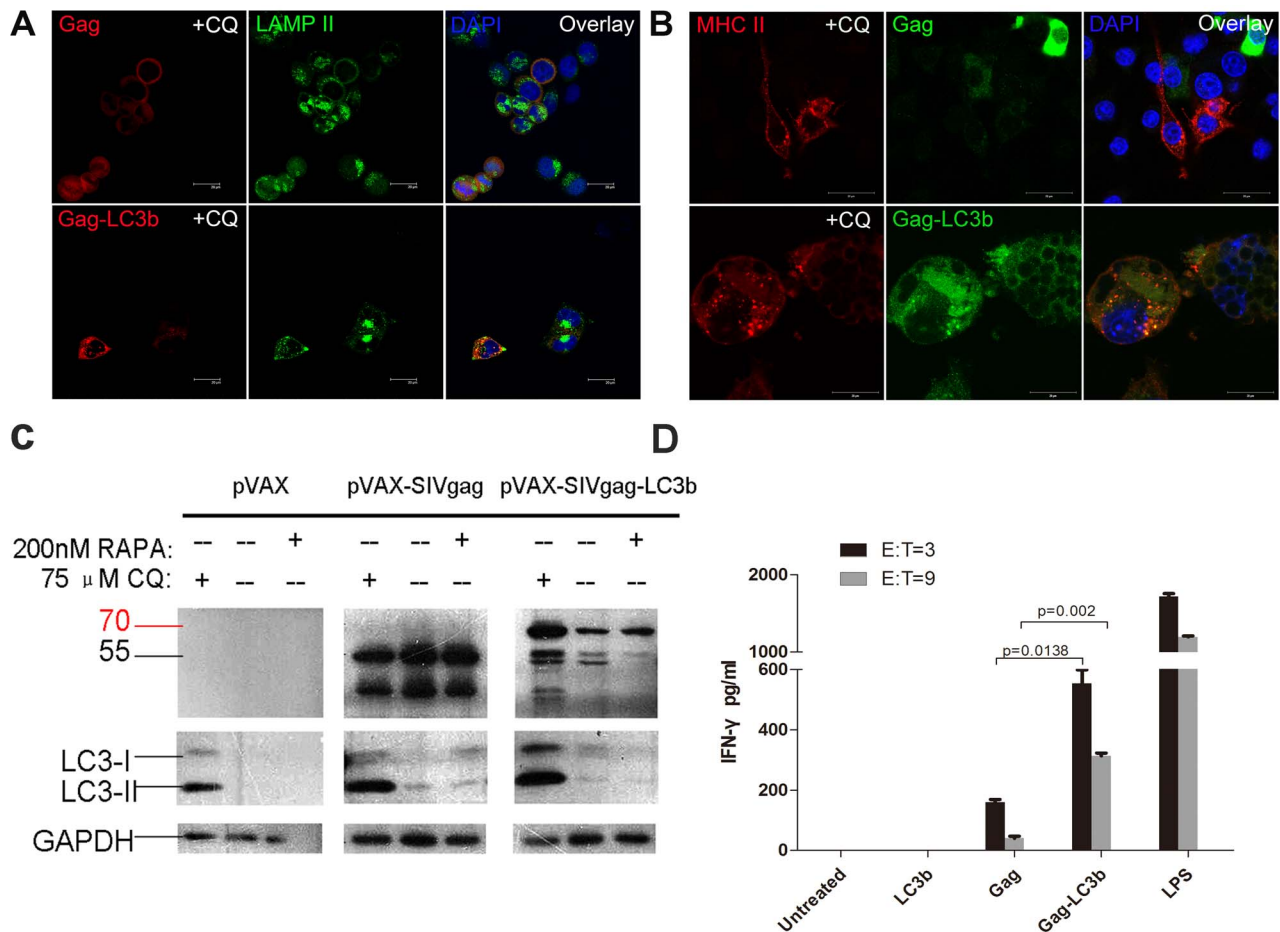 A
Gag +CQ
LAMP II
DAPI Overlay
Gag-LC3b +CQ
B
MHC II +CQ
Gag
DAPI Overlay
+CQ
Gag-LC3b
C
pVAX pVAX-SIVgag pVAX-SIVgag-LC3b
200nM RAPA: -- -- + -- -- + -- -- +
75 μM CQ: + -- -- + -- -- + -- --
70
55
LC3-I
LC3-II
GAPDH
D
E:T=3
E:T=9
2000
p=0.002
1000
p=0.0138
600
400
200
0
IFN-γ pg/ml
Untreated
LC3b
Gag
Gag-LC3b
LPS